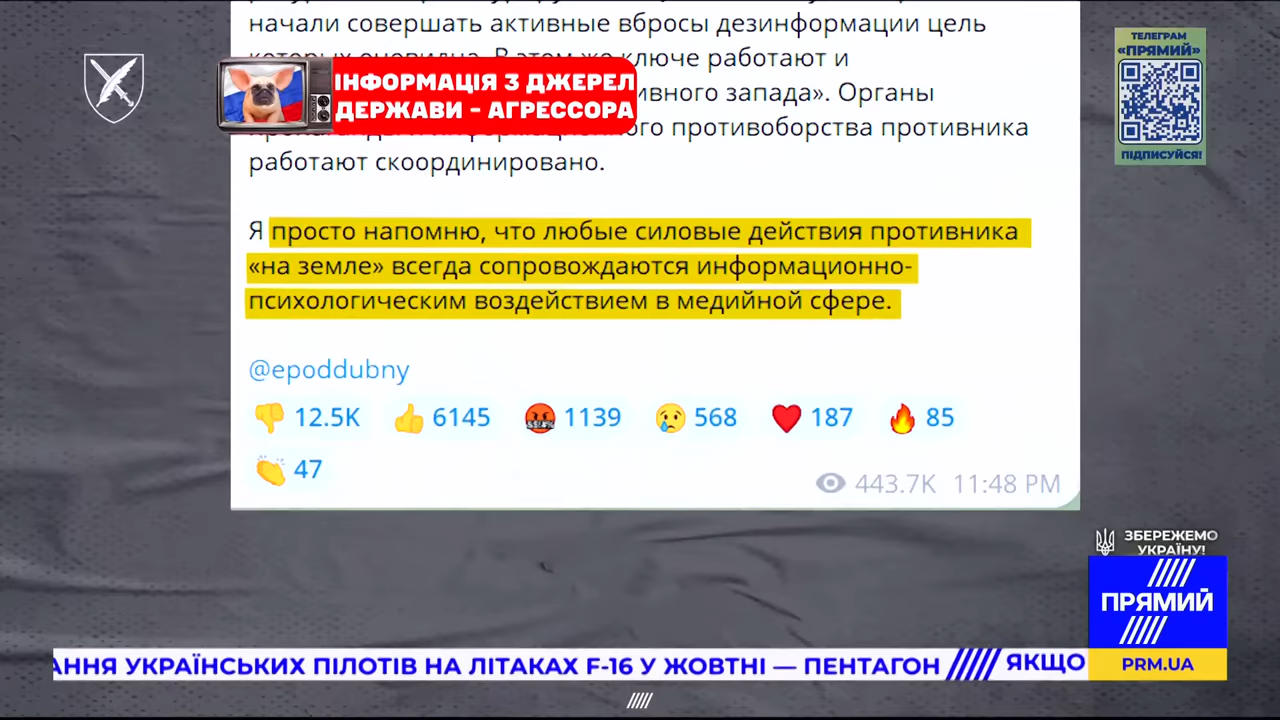 начали совершать активные вбросы дезинформации цель
ключе работают и
ивного запада». Органы
противоборства противника
работают скоординировано.
ІНФОРМАЦІЯ З ДЖЕРЕЛ
ДЕРЖАВИ - АГРЕССОРА
ТЕЛЕГРАМ
«ПРЯМИЙ»
ПІДПИСУЙСЯ!
Я просто напомню, что любые силовые действия противника
«на земле» всегда сопровождаются информационно-
психологическим воздействием в медийной сфере.
@epoddubny
12.5K 6145 1139 568 187 85
47
443.7K 11:48 PM
ЗБЕРЕЖЕМО
УКРАЇНУ!
ПРЯМИЙ
PRM.UA
АННЯ УКРАЇНСЬКИХ ПІЛОТІВ НА ЛІТАКАХ F-16 У ЖОВТНІ — ПЕНТАГОН //// ЯКЩО